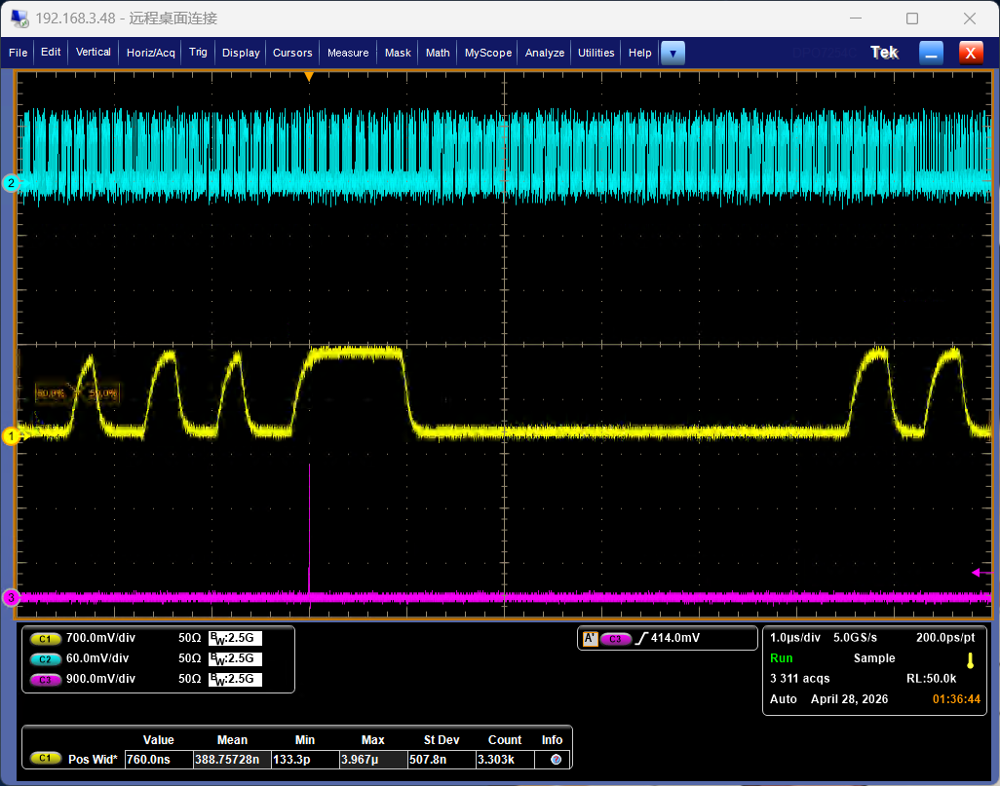 192.168.3.48 - 远程桌面连接
File Edit Vertical Horiz/Acq Trig Display Cursors Measure Mask Math MyScope Analyze Utilities Help Tek X
2
50.0%
1
3
C1 700.0mV/div 50Ω BW:2.5G
C2 60.0mV/div 50Ω BW:2.5G
C3 900.0mV/div 50Ω BW:2.5G
A' C3 414.0mV
1.0µs/div 5.0GS/s 200.0ps/pt
Run Sample
3 311 acqs RL:50.0k
Auto April 28, 2026 01:36:44
Value Mean Min Max St Dev Count Info
C1 Pos Wid* 760.0ns 388.75728n 133.3p 3.967µ 507.8n 3.303k